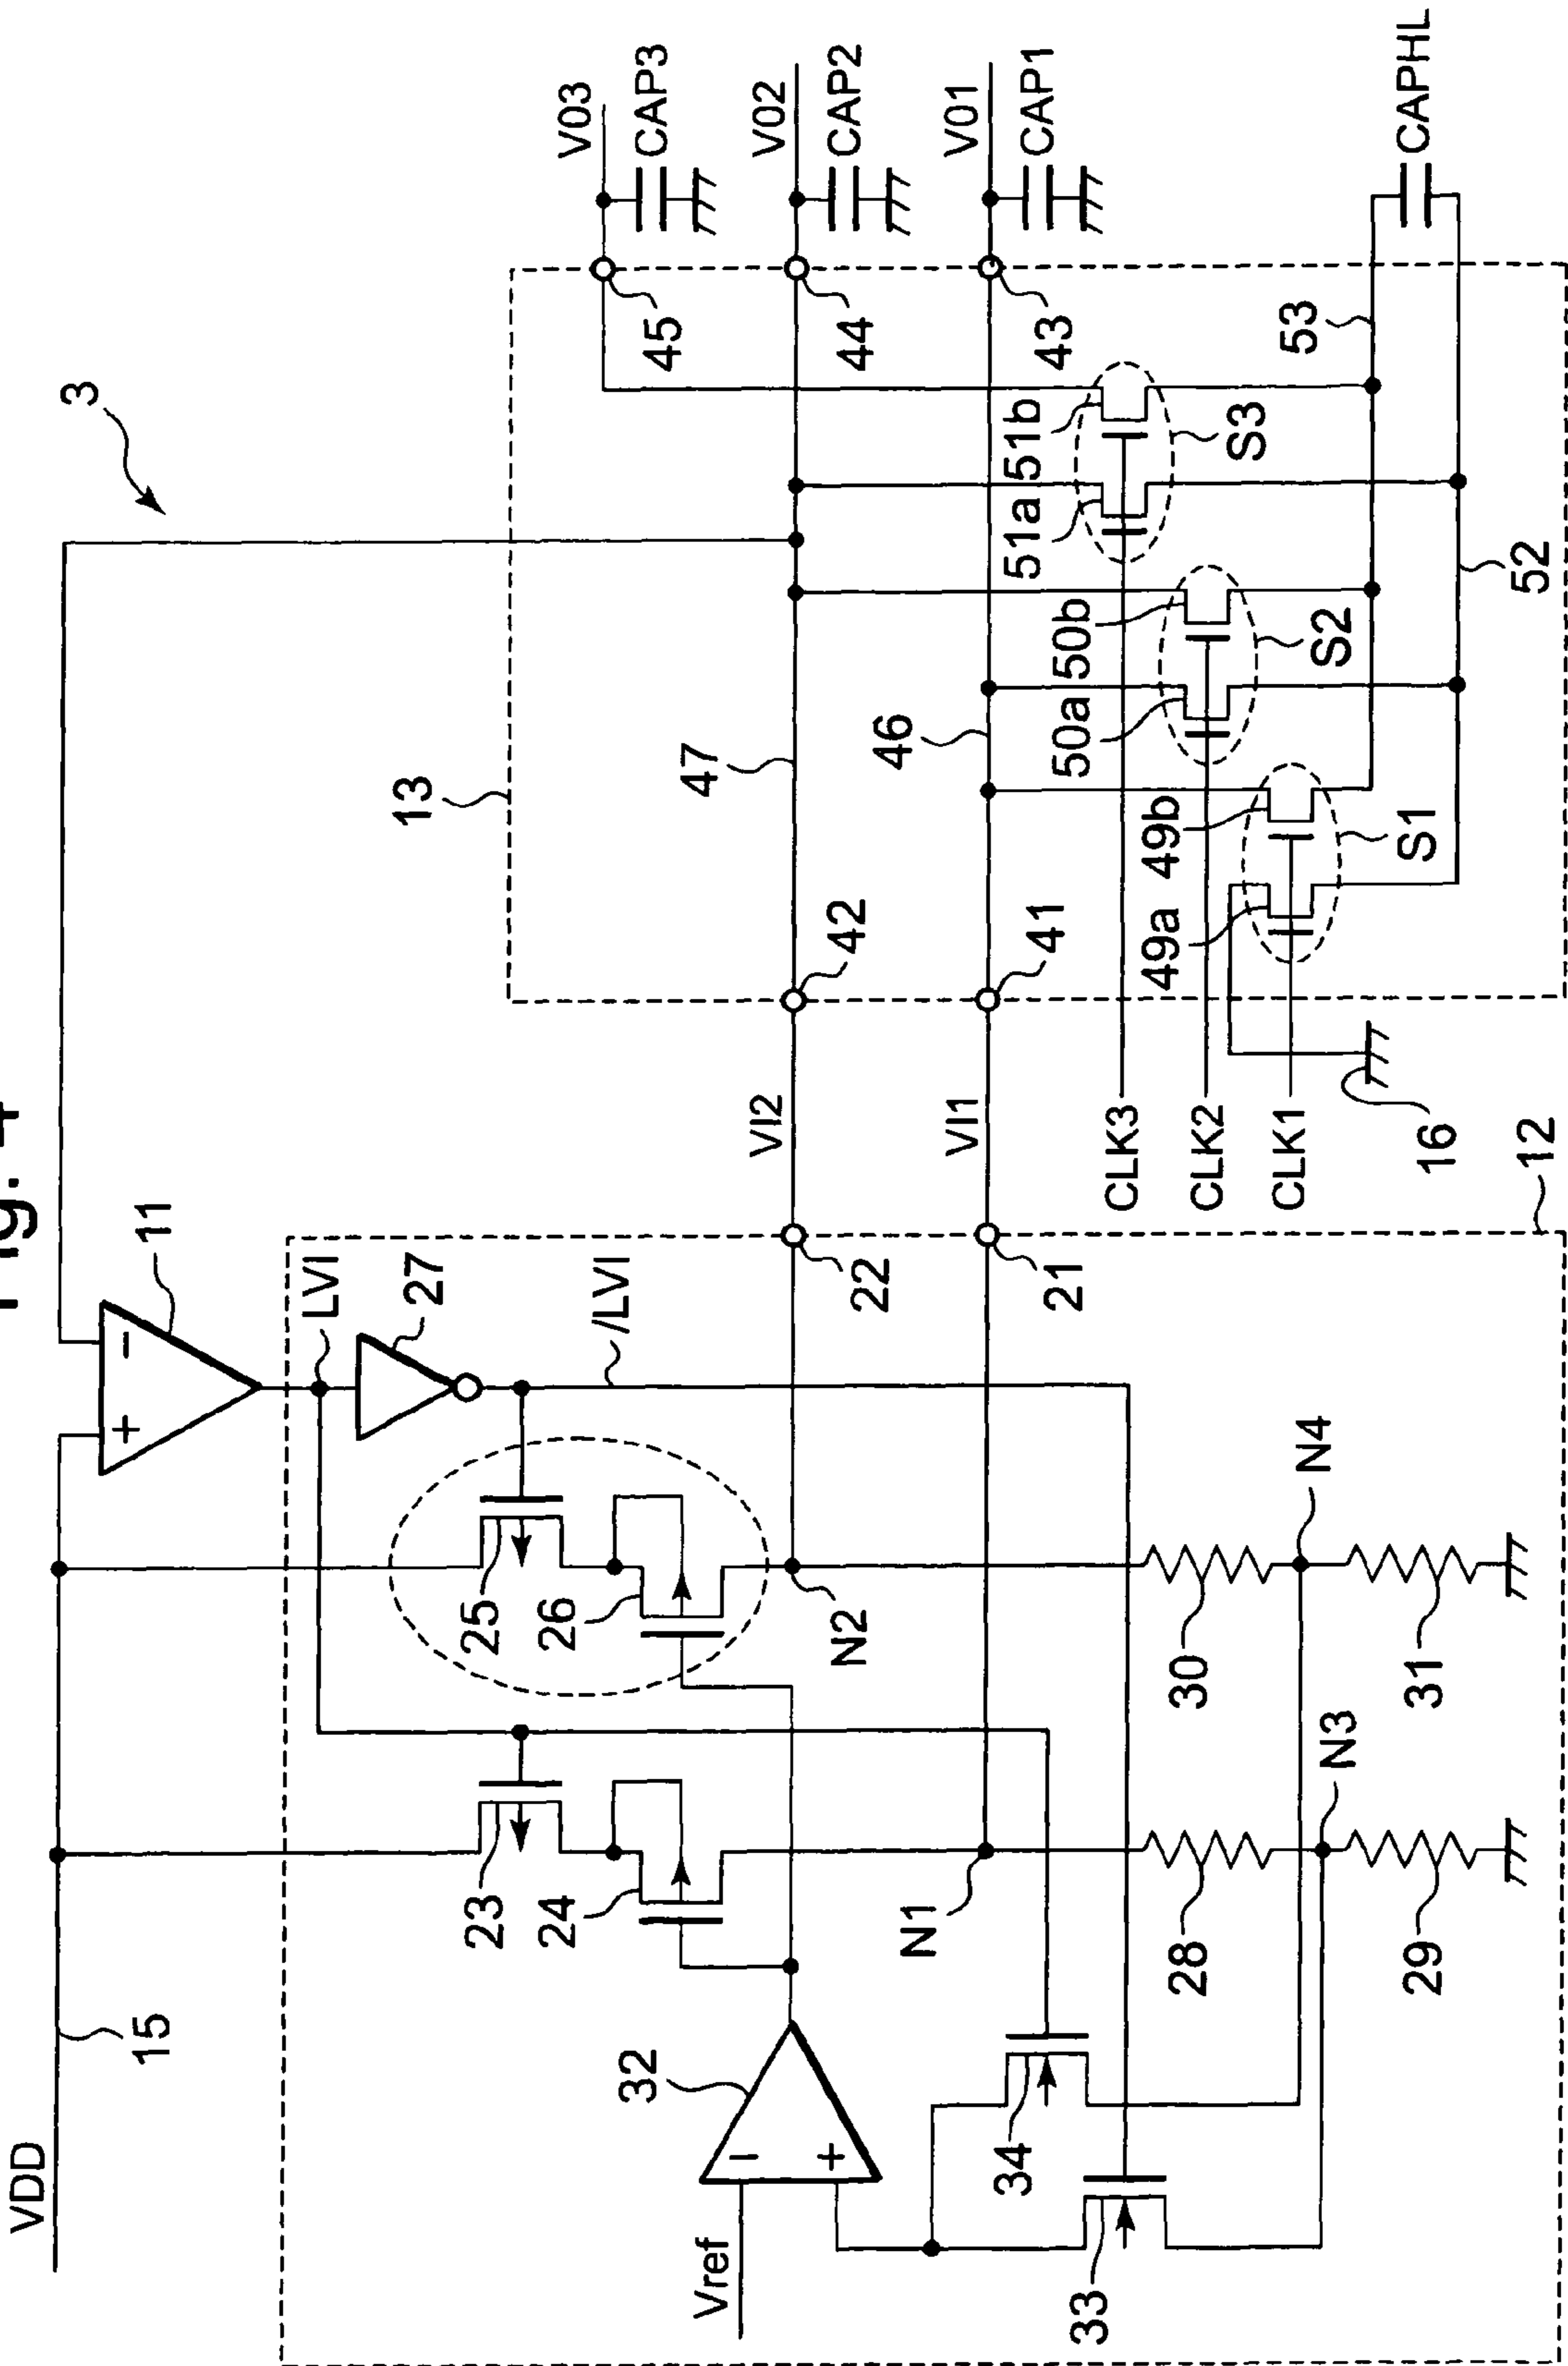 Fig. 4
3
VDD
15
11
13
12
LVI
27
/LVI
23
24
25
26
22
21
VI2
VI1
42
41
47
46
45
44
43
V03
CAP3
V02
CAP2
V01
CAP1
CAPHL
53
52
51a
51b
S3
50a
50b
S2
49a
49b
S1
CLK3
CLK2
CLK1
16
N2
N1
N4
N3
30
31
28
29
32
Vref
−
+
34
33
+
−